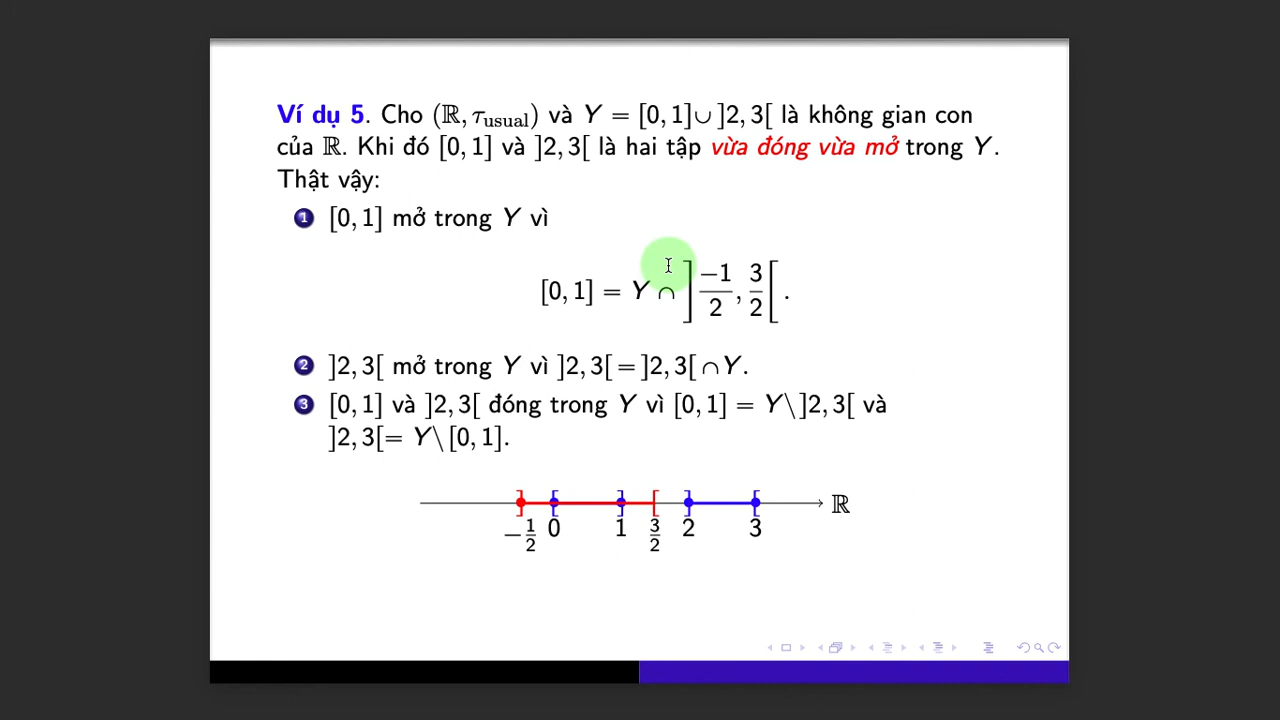 Ví dụ 5. Cho (ℝ, τ_usual) và Y = [0, 1]∪ ]2, 3[ là không gian con
của ℝ. Khi đó [0, 1] và ]2, 3[ là hai tập vừa đóng vừa mở trong Y.
Thật vậy:
1 [0, 1] mở trong Y vì
[0, 1] = Y ∩ ]−1/2, 3/2[ .
2 ]2, 3[ mở trong Y vì ]2, 3[ = ]2, 3[ ∩ Y.
3 [0, 1] và ]2, 3[ đóng trong Y vì [0, 1] = Y\]2, 3[ và
]2, 3[= Y\[0, 1].
] [ ] [ ] [ ℝ
−1/2 0 1 3/2 2 3